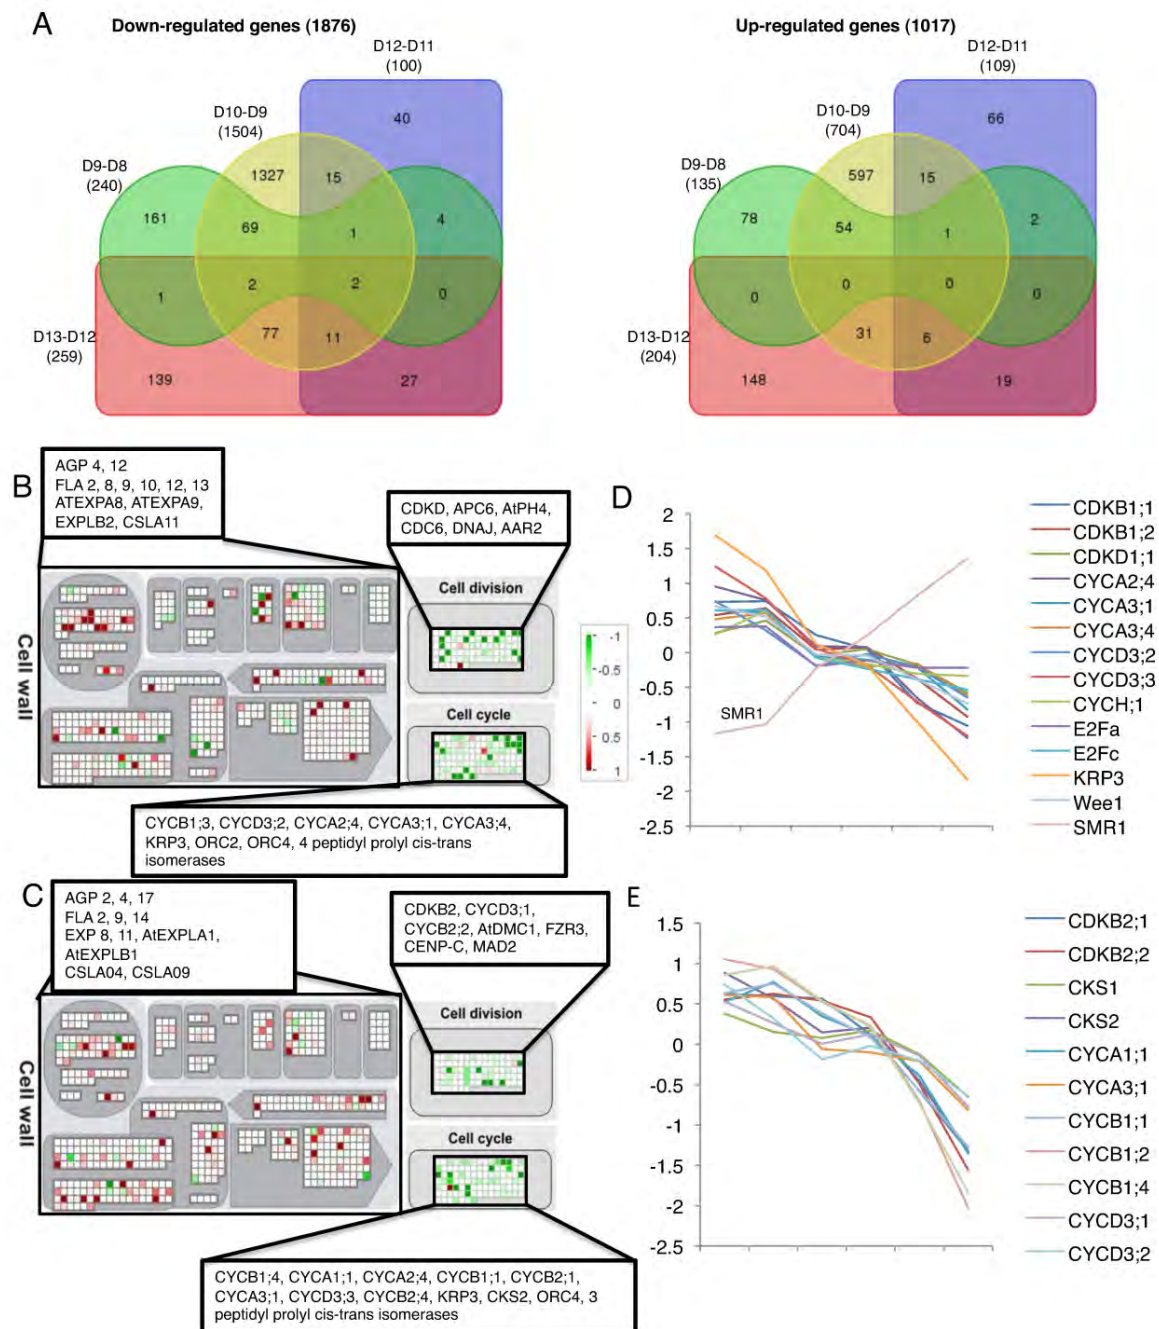 A
Down-regulated genes (1876)
D12-D11
(100)
D10-D9
(1504)
D9-D8
(240)
D13-D12
(259)
40
1327
15
161
69
1
4
1
2
2
0
77
11
139
27
Up-regulated genes (1017)
D12-D11
(109)
D10-D9
(704)
D9-D8
(135)
D13-D12
(204)
66
597
15
78
54
1
2
0
0
0
0
31
6
148
19
B
AGP 4, 12
FLA 2, 8, 9, 10, 12, 13
ATEXPA8, ATEXPA9,
EXPLB2, CSLA11
CDKD, APC6, AtPH4,
CDC6, DNAJ, AAR2
Cell wall
Cell division
Cell cycle
-1
-0.5
0
0.5
1
CYCB1;3, CYCD3;2, CYCA2;4, CYCA3;1, CYCA3;4,
KRP3, ORC2, ORC4, 4 peptidyl prolyl cis-trans
isomerases
C
AGP 2, 4, 17
FLA 2, 9, 14
EXP 8, 11, AtEXPLA1,
AtEXPLB1
CSLA04, CSLA09
CDKB2, CYCD3;1,
CYCB2;2, AtDMC1, FZR3,
CENP-C, MAD2
Cell wall
Cell division
Cell cycle
CYCB1;4, CYCA1;1, CYCA2;4, CYCB1;1, CYCB2;1,
CYCA3;1, CYCD3;3, CYCB2;4, KRP3, CKS2, ORC4, 3
peptidyl prolyl cis-trans isomerases
D
2
1.5
1
0.5
0
-0.5
-1
-1.5
-2
-2.5
SMR1
CDKB1;1
CDKB1;2
CDKD1;1
CYCA2;4
CYCA3;1
CYCA3;4
CYCD3;2
CYCD3;3
CYCH;1
E2Fa
E2Fc
KRP3
Wee1
SMR1
E
1.5
1
0.5
0
-0.5
-1
-1.5
-2
-2.5
CDKB2;1
CDKB2;2
CKS1
CKS2
CYCA1;1
CYCA3;1
CYCB1;1
CYCB1;2
CYCB1;4
CYCD3;1
CYCD3;2